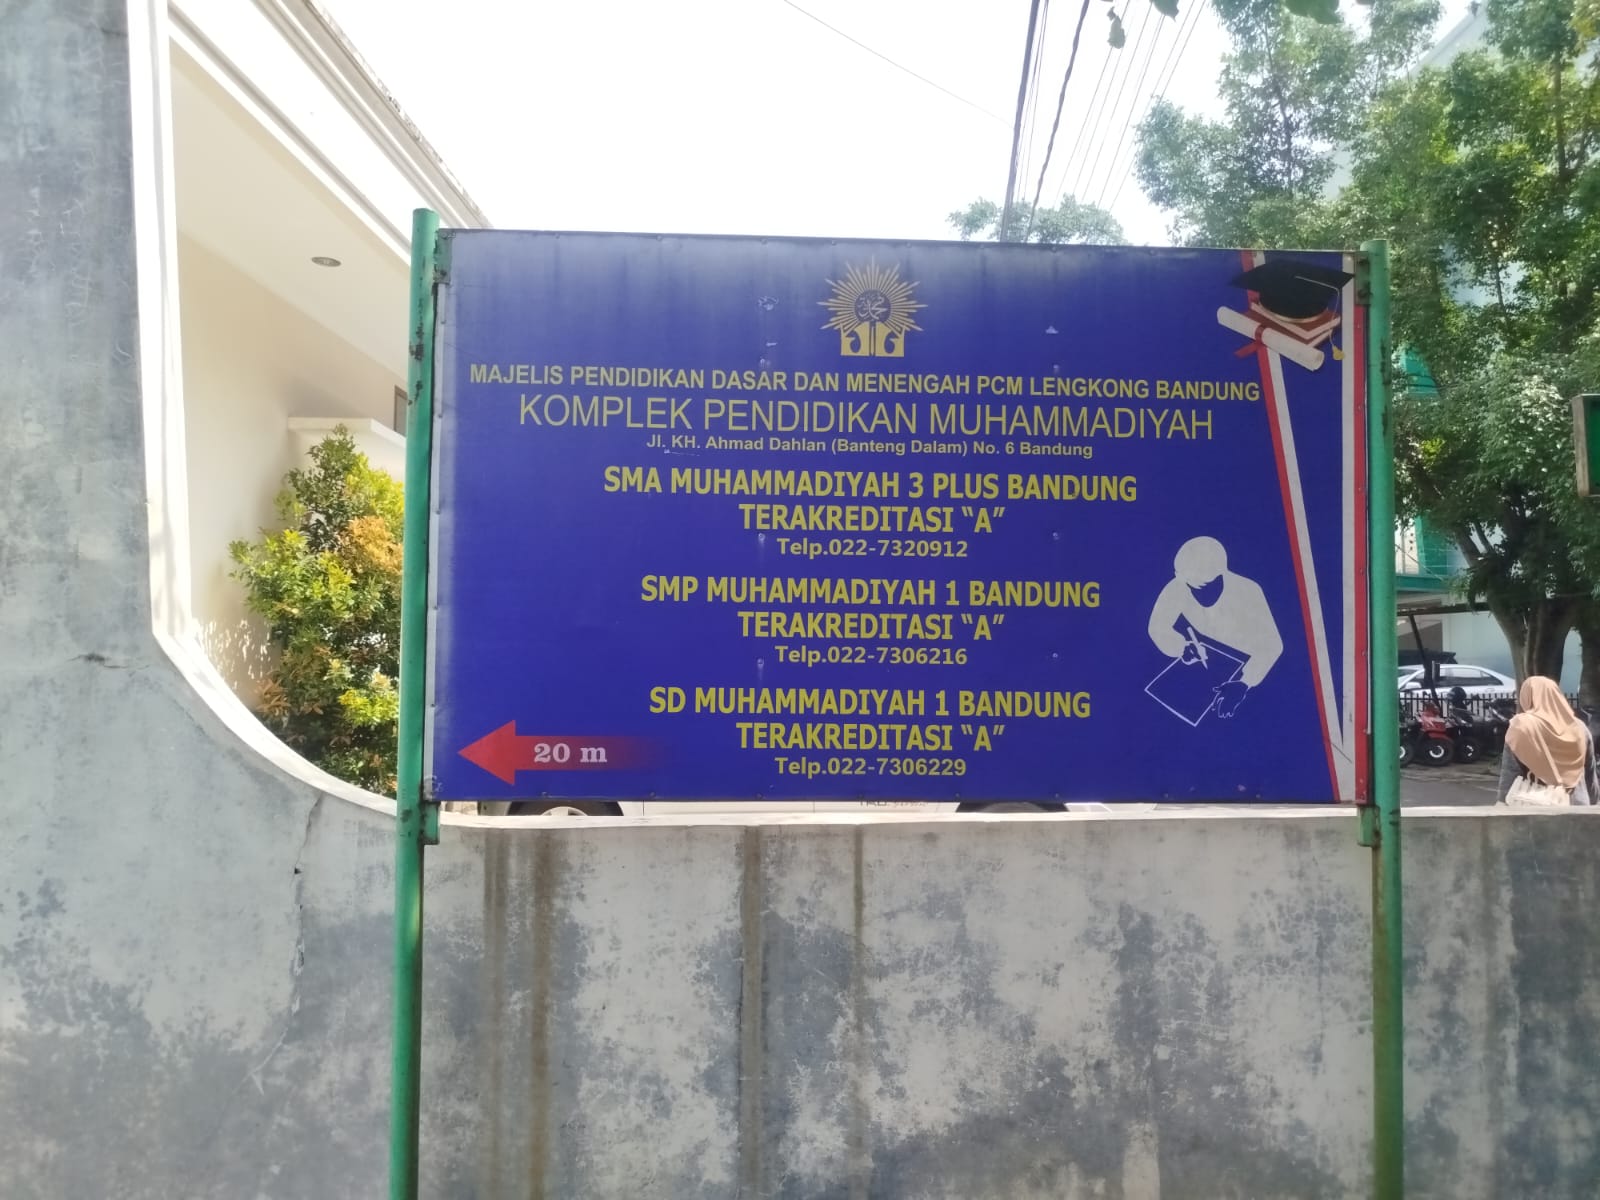 MAJELIS PENDIDIKAN DASAR DAN MENENGAH PCM LENGKONG BANDUNG
KOMPLEK PENDIDIKAN MUHAMMADIYAH
Jl. KH. Ahmad Dahlan (Banteng Dalam) No. 6 Bandung
SMA MUHAMMADIYAH 3 PLUS BANDUNG
TERAKREDITASI “A”
Telp.022-7320912
SMP MUHAMMADIYAH 1 BANDUNG
TERAKREDITASI “A”
Telp.022-7306216
SD MUHAMMADIYAH 1 BANDUNG
TERAKREDITASI “A”
Telp.022-7306229
20 m